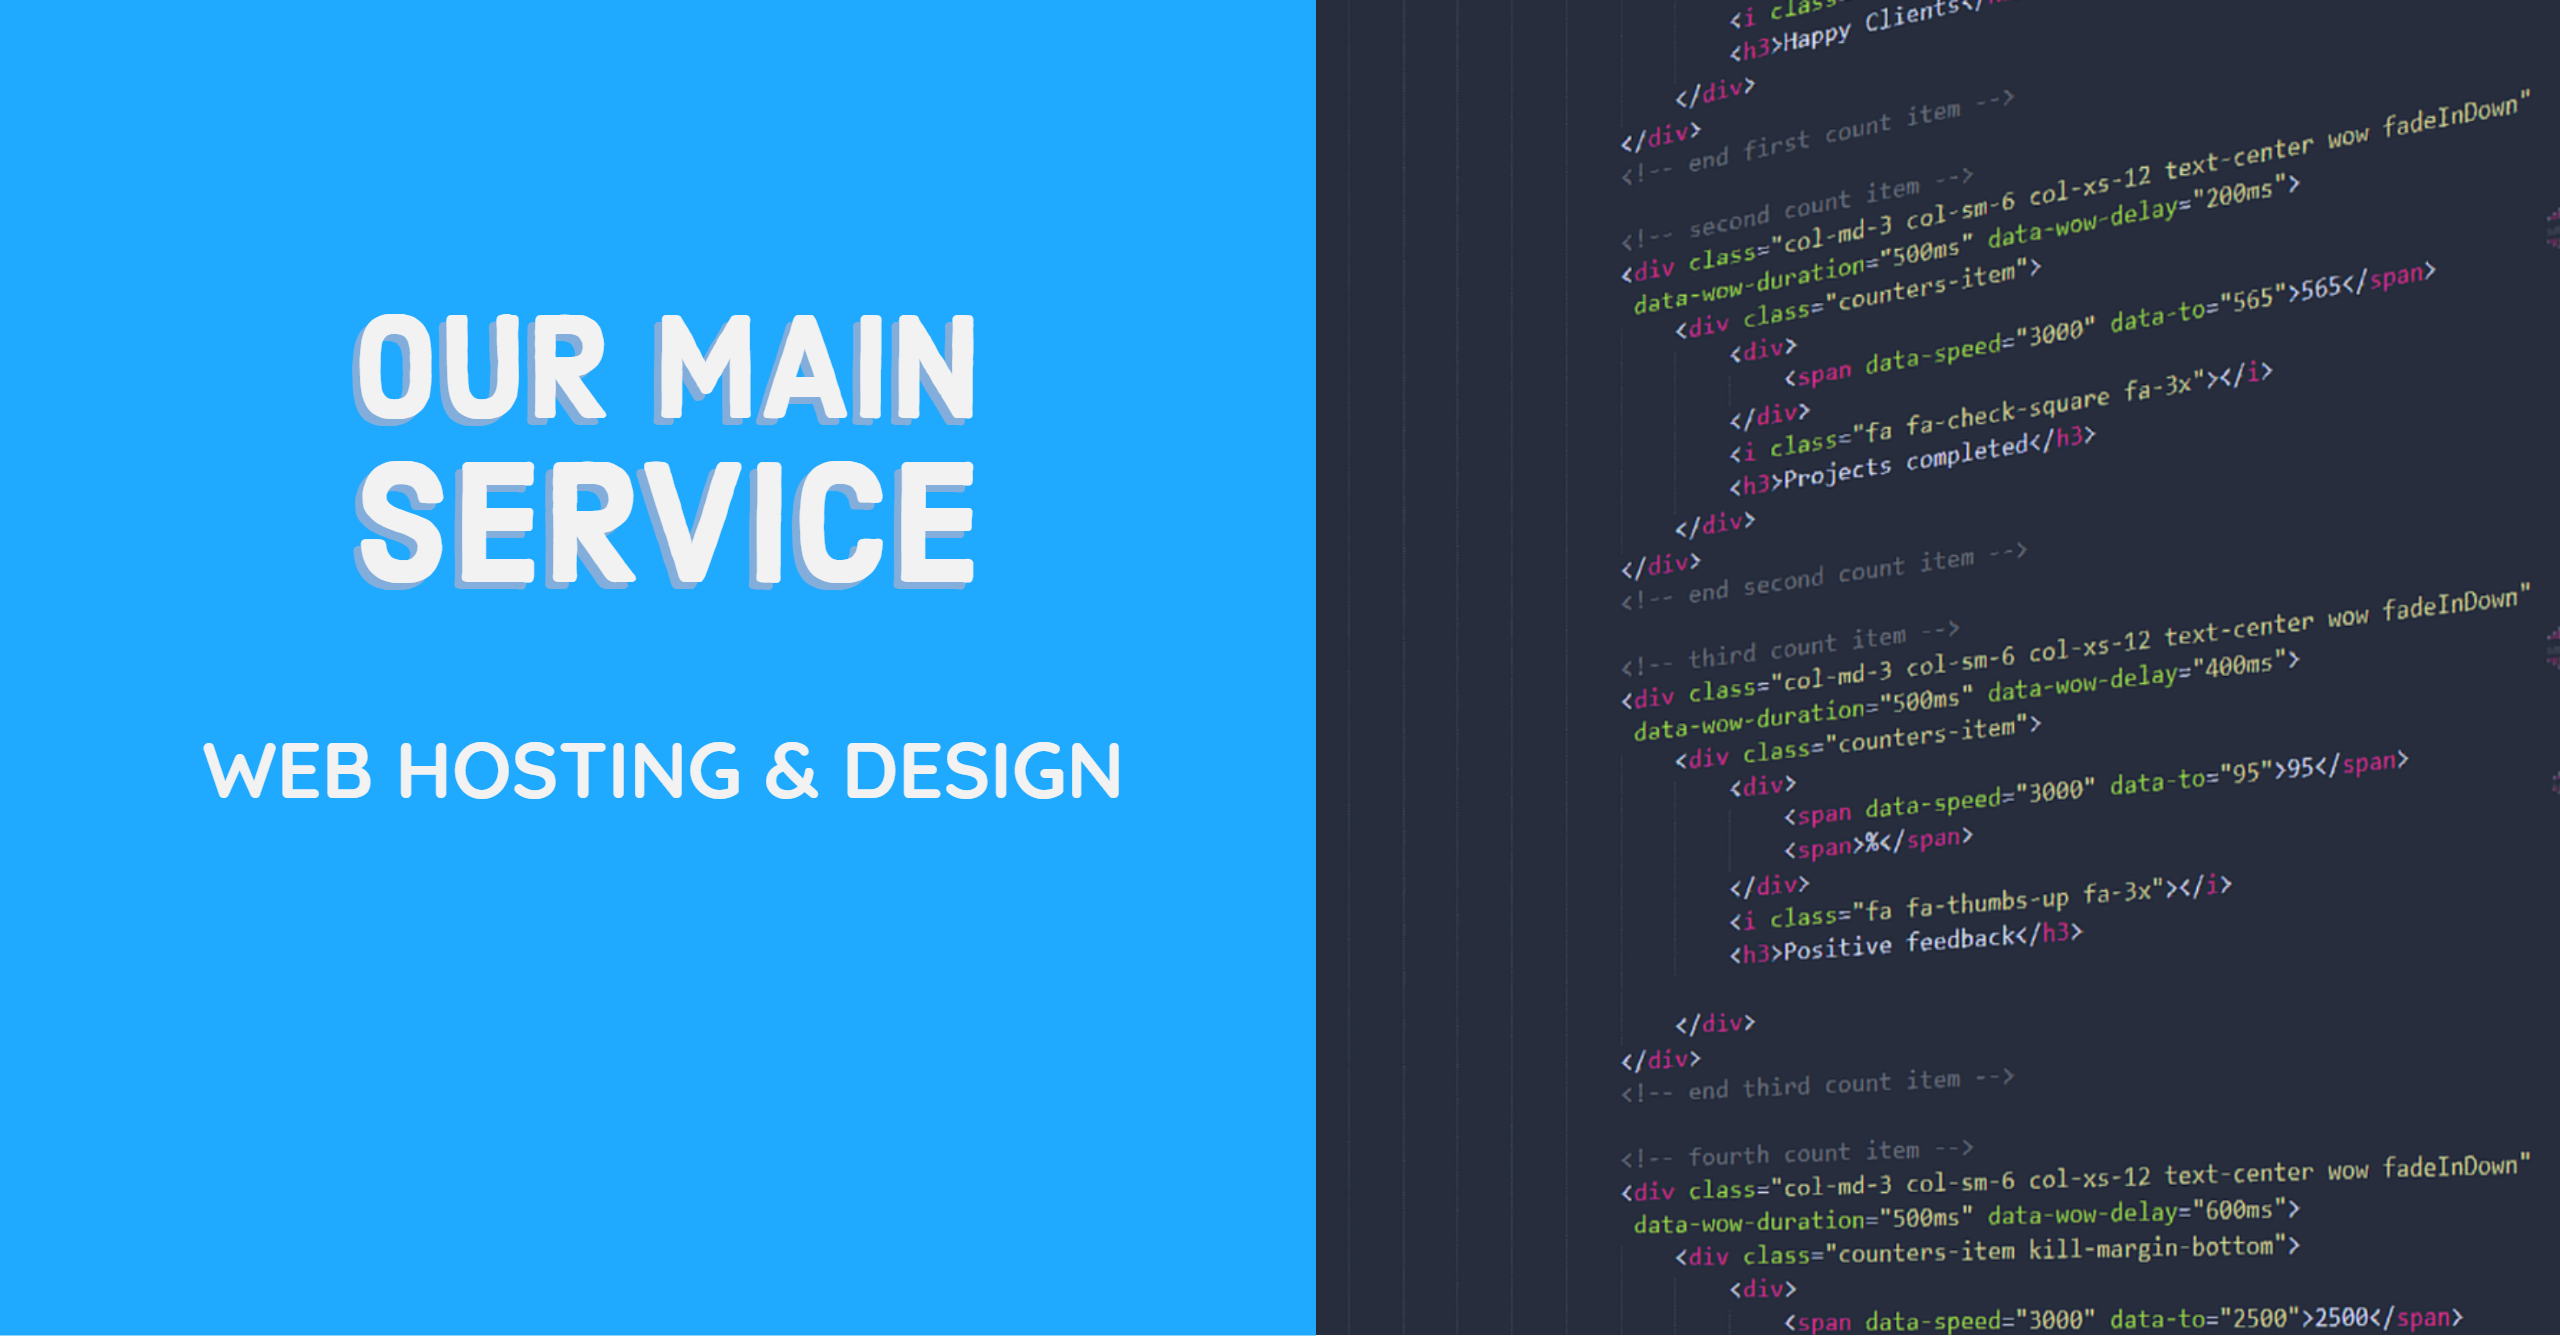 OUR MAIN
SERVICE
WEB HOSTING & DESIGN
<i class=
<h3>Happy Clients</
</div>
</div>
<!-- end first count item -->
<!-- second count item -->
<div class="col-md-3 col-sm-6 col-xs-12 text-center wow fadeInDown"
data-wow-duration="500ms" data-wow-delay="200ms">
<div class="counters-item">
<div>
<span data-speed="3000" data-to="565">565</span>
</div>
<i class="fa fa-check-square fa-3x"></i>
<h3>Projects completed</h3>
</div>
</div>
<!-- end second count item -->
<!-- third count item -->
<div class="col-md-3 col-sm-6 col-xs-12 text-center wow fadeInDown"
data-wow-duration="500ms" data-wow-delay="400ms">
<div class="counters-item">
<div>
<span data-speed="3000" data-to="95">95</span>
<span>%</span>
</div>
<i class="fa fa-thumbs-up fa-3x"></i>
<h3>Positive feedback</h3>
</div>
</div>
<!-- end third count item -->
<!-- fourth count item -->
<div class="col-md-3 col-sm-6 col-xs-12 text-center wow fadeInDown"
data-wow-duration="500ms" data-wow-delay="600ms">
<div class="counters-item kill-margin-bottom">
<div>
<span data-speed="3000" data-to="2500">2500</span>